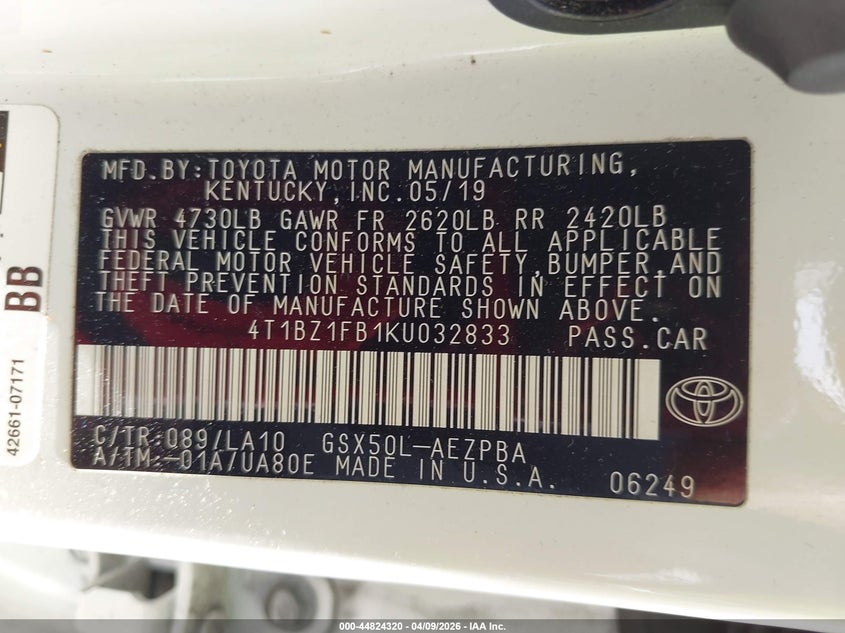 MFD.BY:TOYOTA MOTOR MANUFACTURING,
KENTUCKY,INC.05/19
GVWR 4730LB GAWR FR 2620LB RR 2420LB
THIS VEHICLE CONFORMS TO ALL APPLICABLE
FEDERAL MOTOR VEHICLE SAFETY,BUMPER,AND
THEFT PREVENTION STANDARDS IN EFFECT ON
THE DATE OF MANUFACTURE SHOWN ABOVE.
4T1BZ1FB1KU032833 PASS.CAR
C/TR:089/LA10 GSX50L-AEZPBA
A/TM:-01A/UA80E MADE IN U.S.A. 06249
BB
42661-07171
000-44824320 | 04/09/2026 - IAA Inc.